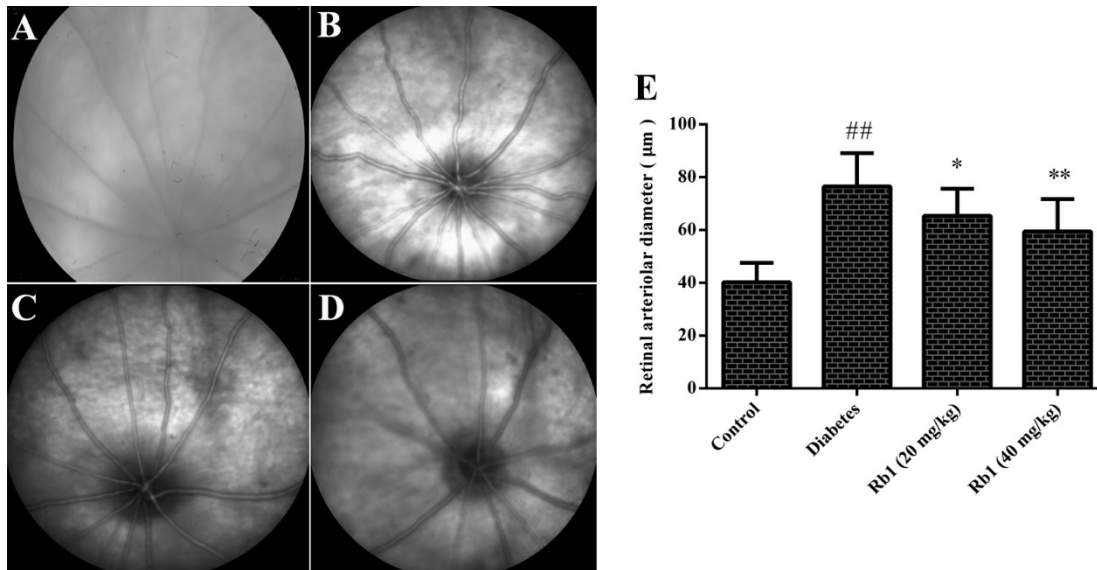 A
B
C
D
E
Retinal arteriolar diameter ( μm )
100
80
60
40
20
0
##
*
**
Control
Diabetes
Rb1 (20 mg/kg)
Rb1 (40 mg/kg)